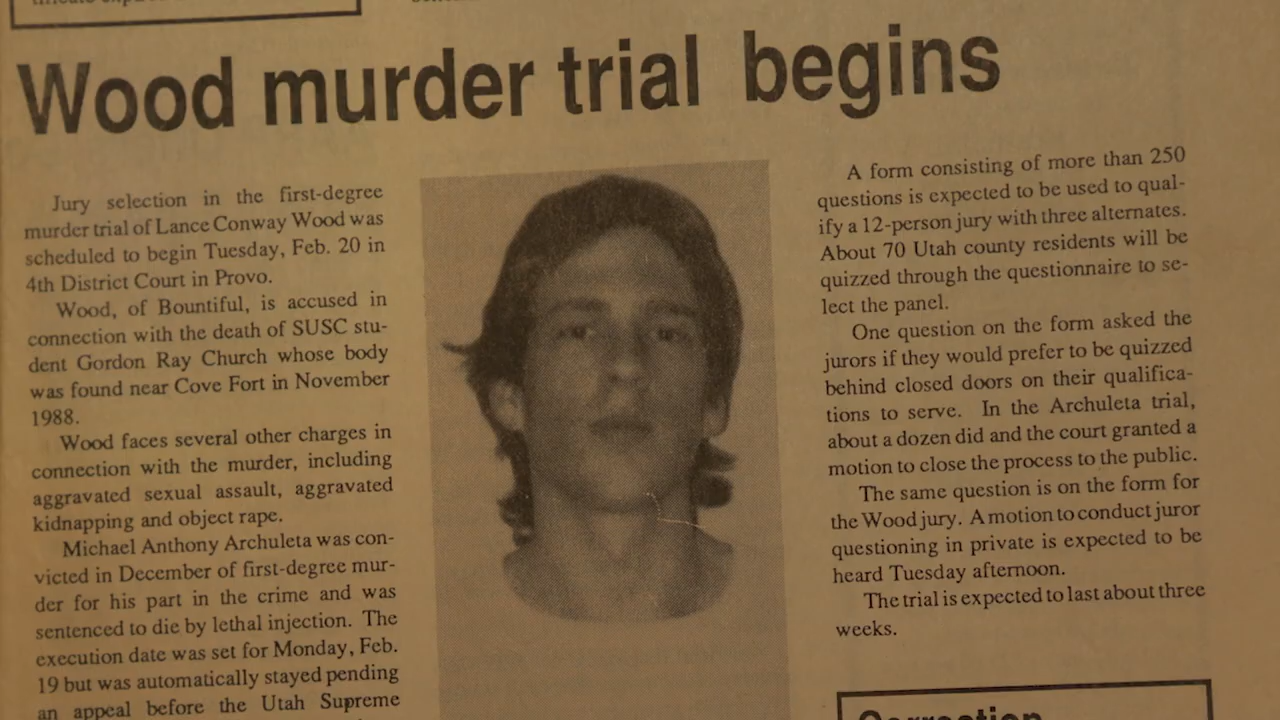 Wood murder trial begins
Jury selection in the first-degree
murder trial of Lance Conway Wood was
scheduled to begin Tuesday, Feb. 20 in
4th District Court in Provo.
Wood, of Bountiful, is accused in
connection with the death of SUSC stu-
dent Gordon Ray Church whose body
was found near Cove Fort in November
1988.
Wood faces several other charges in
connection with the murder, including
aggravated sexual assault, aggravated
kidnapping and object rape.
Michael Anthony Archuleta was con-
victed in December of first-degree mur-
der for his part in the crime and was
sentenced to die by lethal injection. The
execution date was set for Monday, Feb.
19 but was automatically stayed pending
an appeal before the Utah Supreme
A form consisting of more than 250
questions is expected to be used to qual-
ify a 12-person jury with three alternates.
About 70 Utah county residents will be
quizzed through the questionnaire to se-
lect the panel.
One question on the form asked the
jurors if they would prefer to be quizzed
behind closed doors on their qualifica-
tions to serve. In the Archuleta trial,
about a dozen did and the court granted a
motion to close the process to the public.
The same question is on the form for
the Wood jury. A motion to conduct juror
questioning in private is expected to be
heard Tuesday afternoon.
The trial is expected to last about three
weeks.
Correction